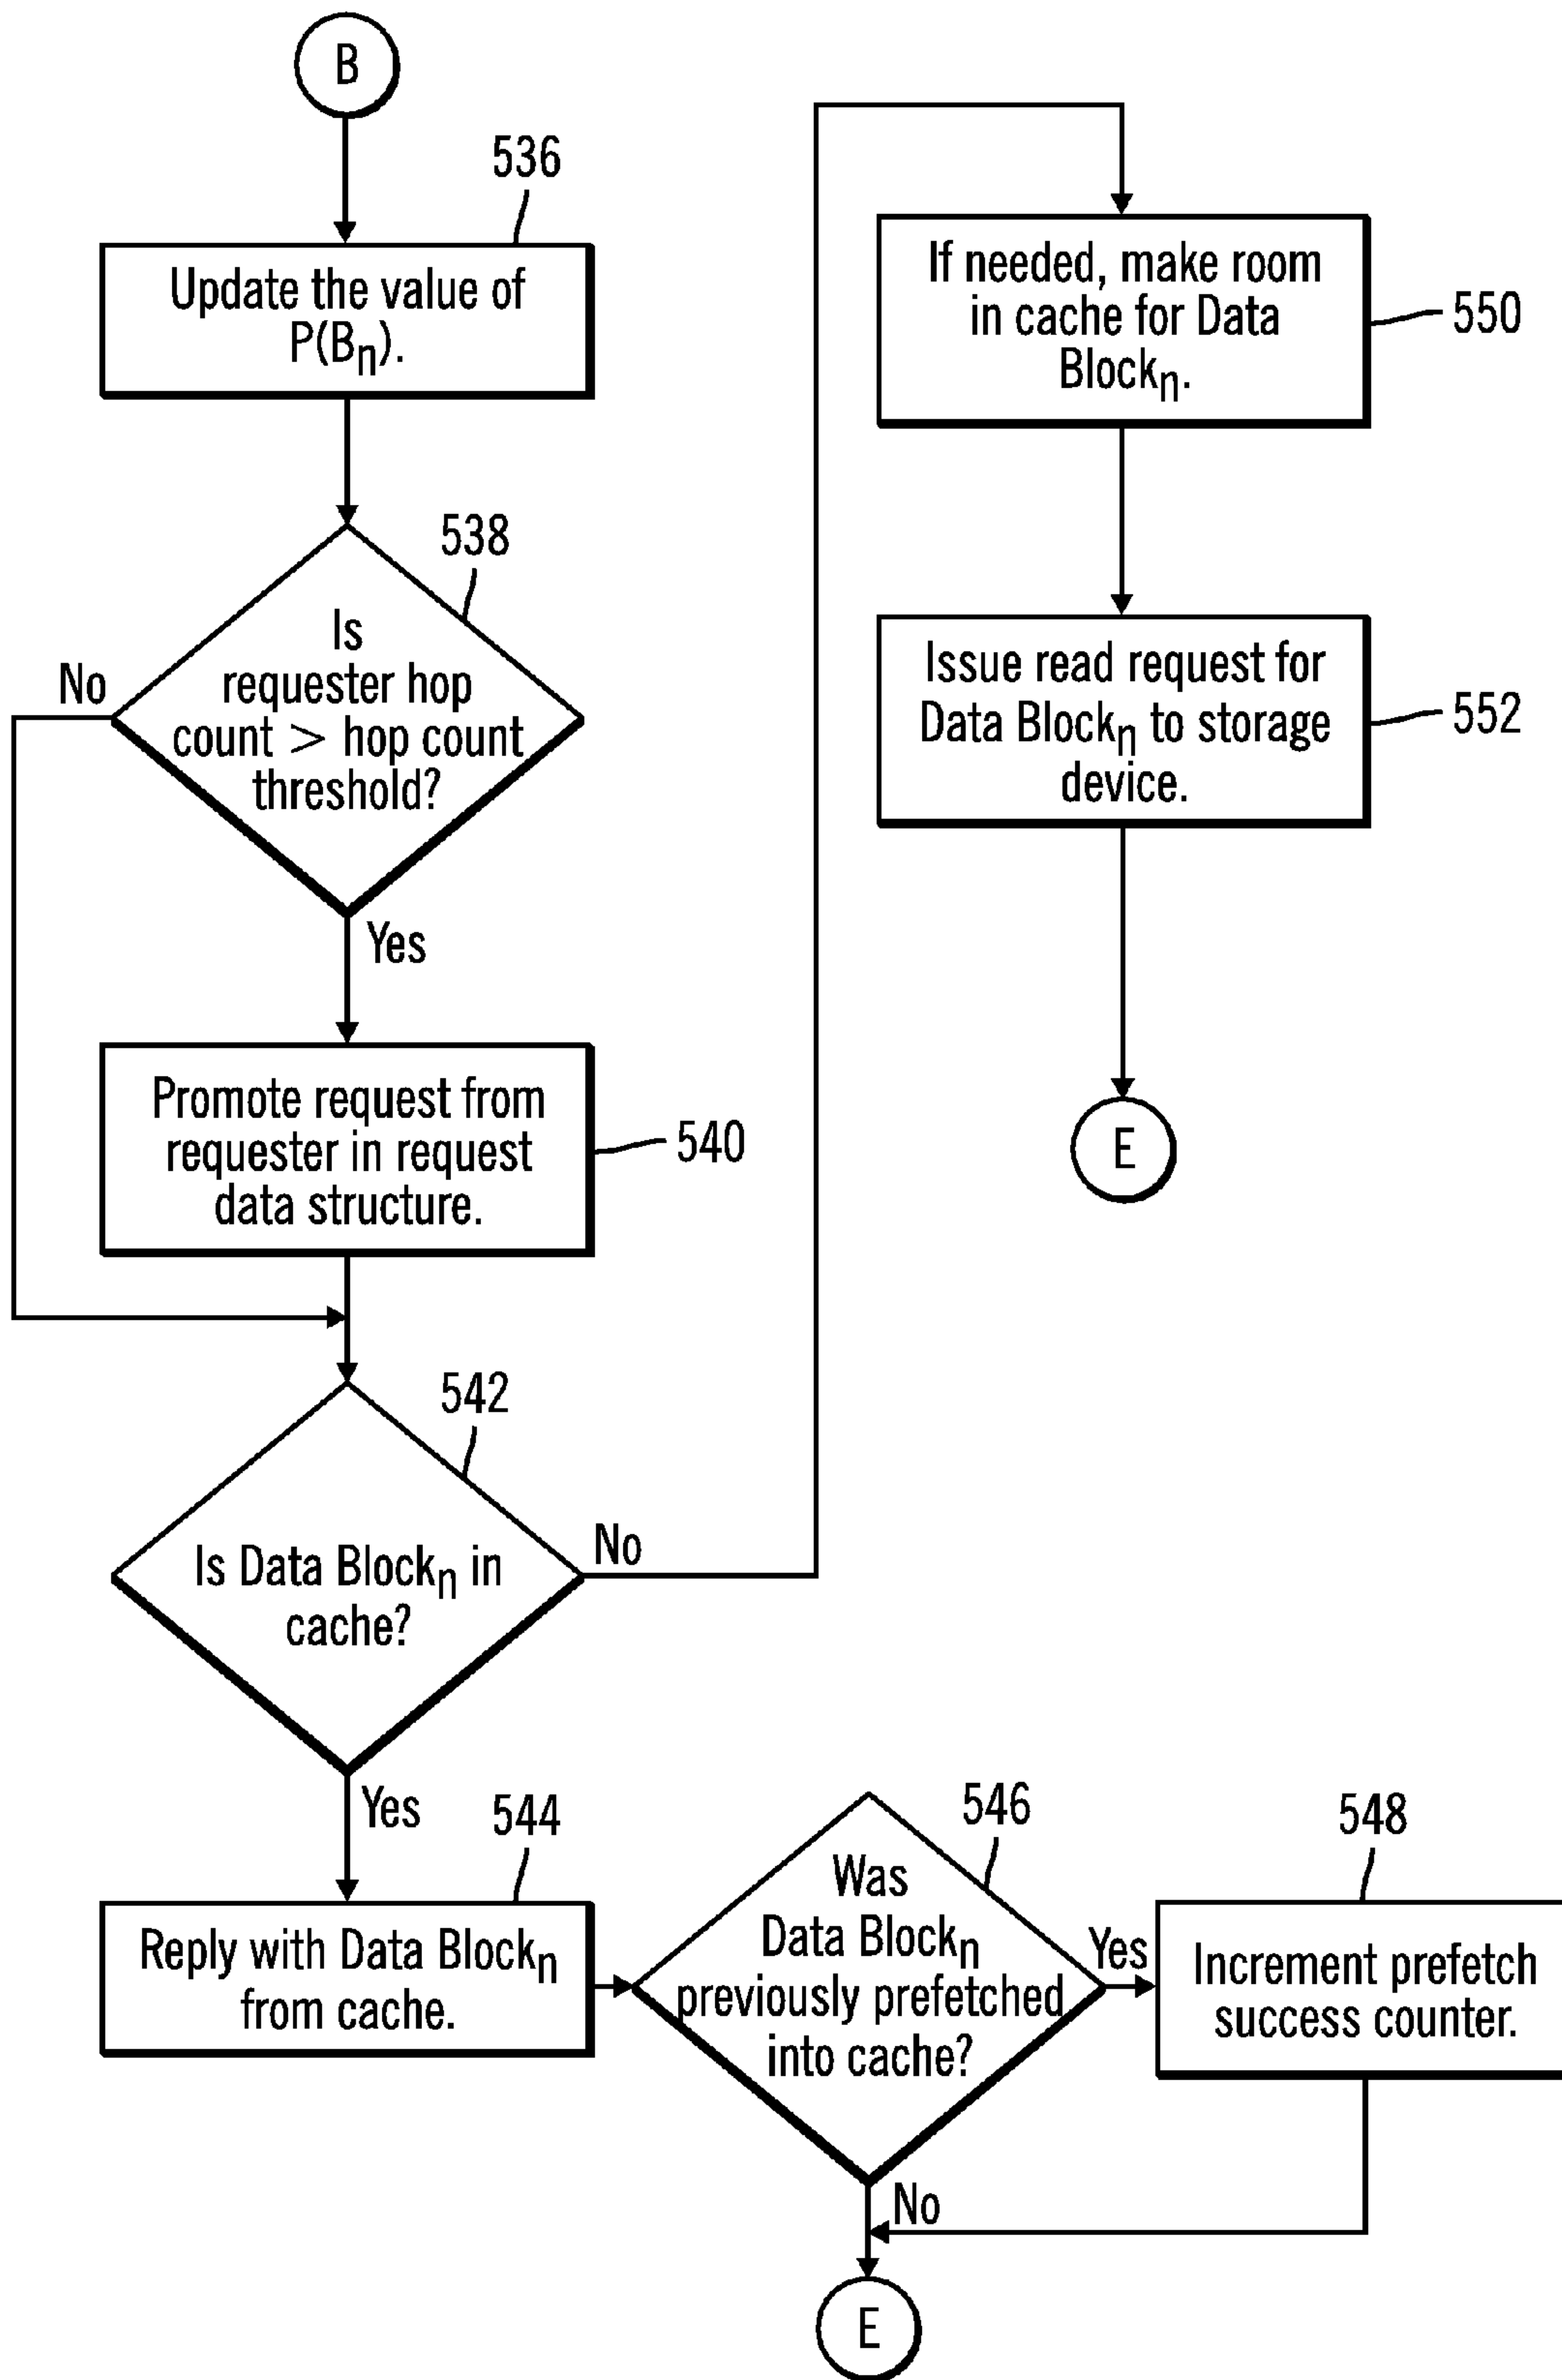 B
536
Update the value of
P(Bn).
538
Is
requester hop
count > hop count
threshold?
No
Yes
Promote request from
requester in request
data structure.
540
542
Is Data Blockn in
cache?
No
Yes
544
Reply with Data Blockn
from cache.
546
Was
Data Blockn
previously prefetched
into cache?
Yes
No
548
Increment prefetch
success counter.
E
If needed, make room
in cache for Data
Blockn.
550
Issue read request for
Data Blockn to storage
device.
552
E